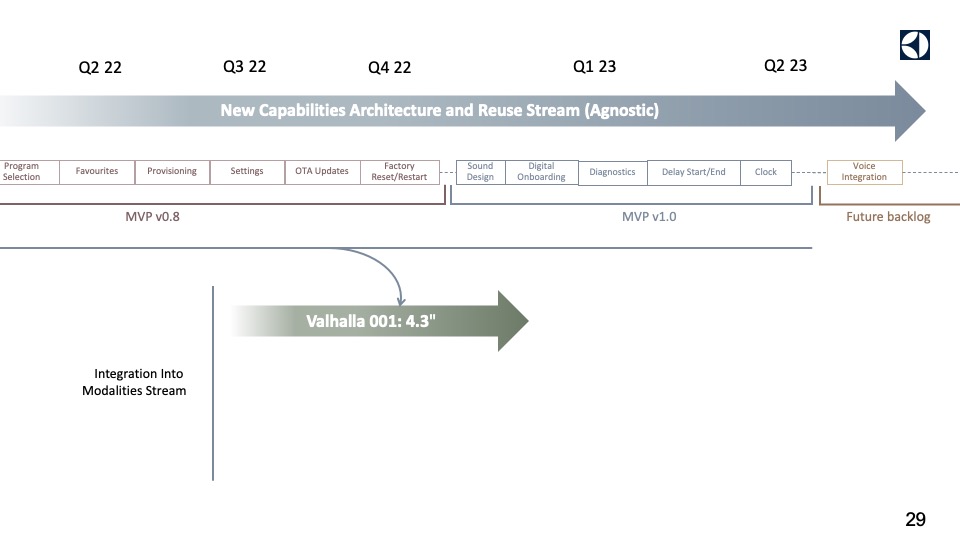 Q2 22
Q3 22
Q4 22
Q1 23
Q2 23
New Capabilities Architecture and Reuse Stream (Agnostic)
Program
Selection
Favourites
Provisioning
Settings
OTA Updates
Factory
Reset/Restart
Sound
Design
Digital
Onboarding
Diagnostics
Delay Start/End
Clock
Voice
Integration
MVP v0.8
MVP v1.0
Future backlog
Valhalla 001: 4.3"
Integration Into
Modalities Stream
29